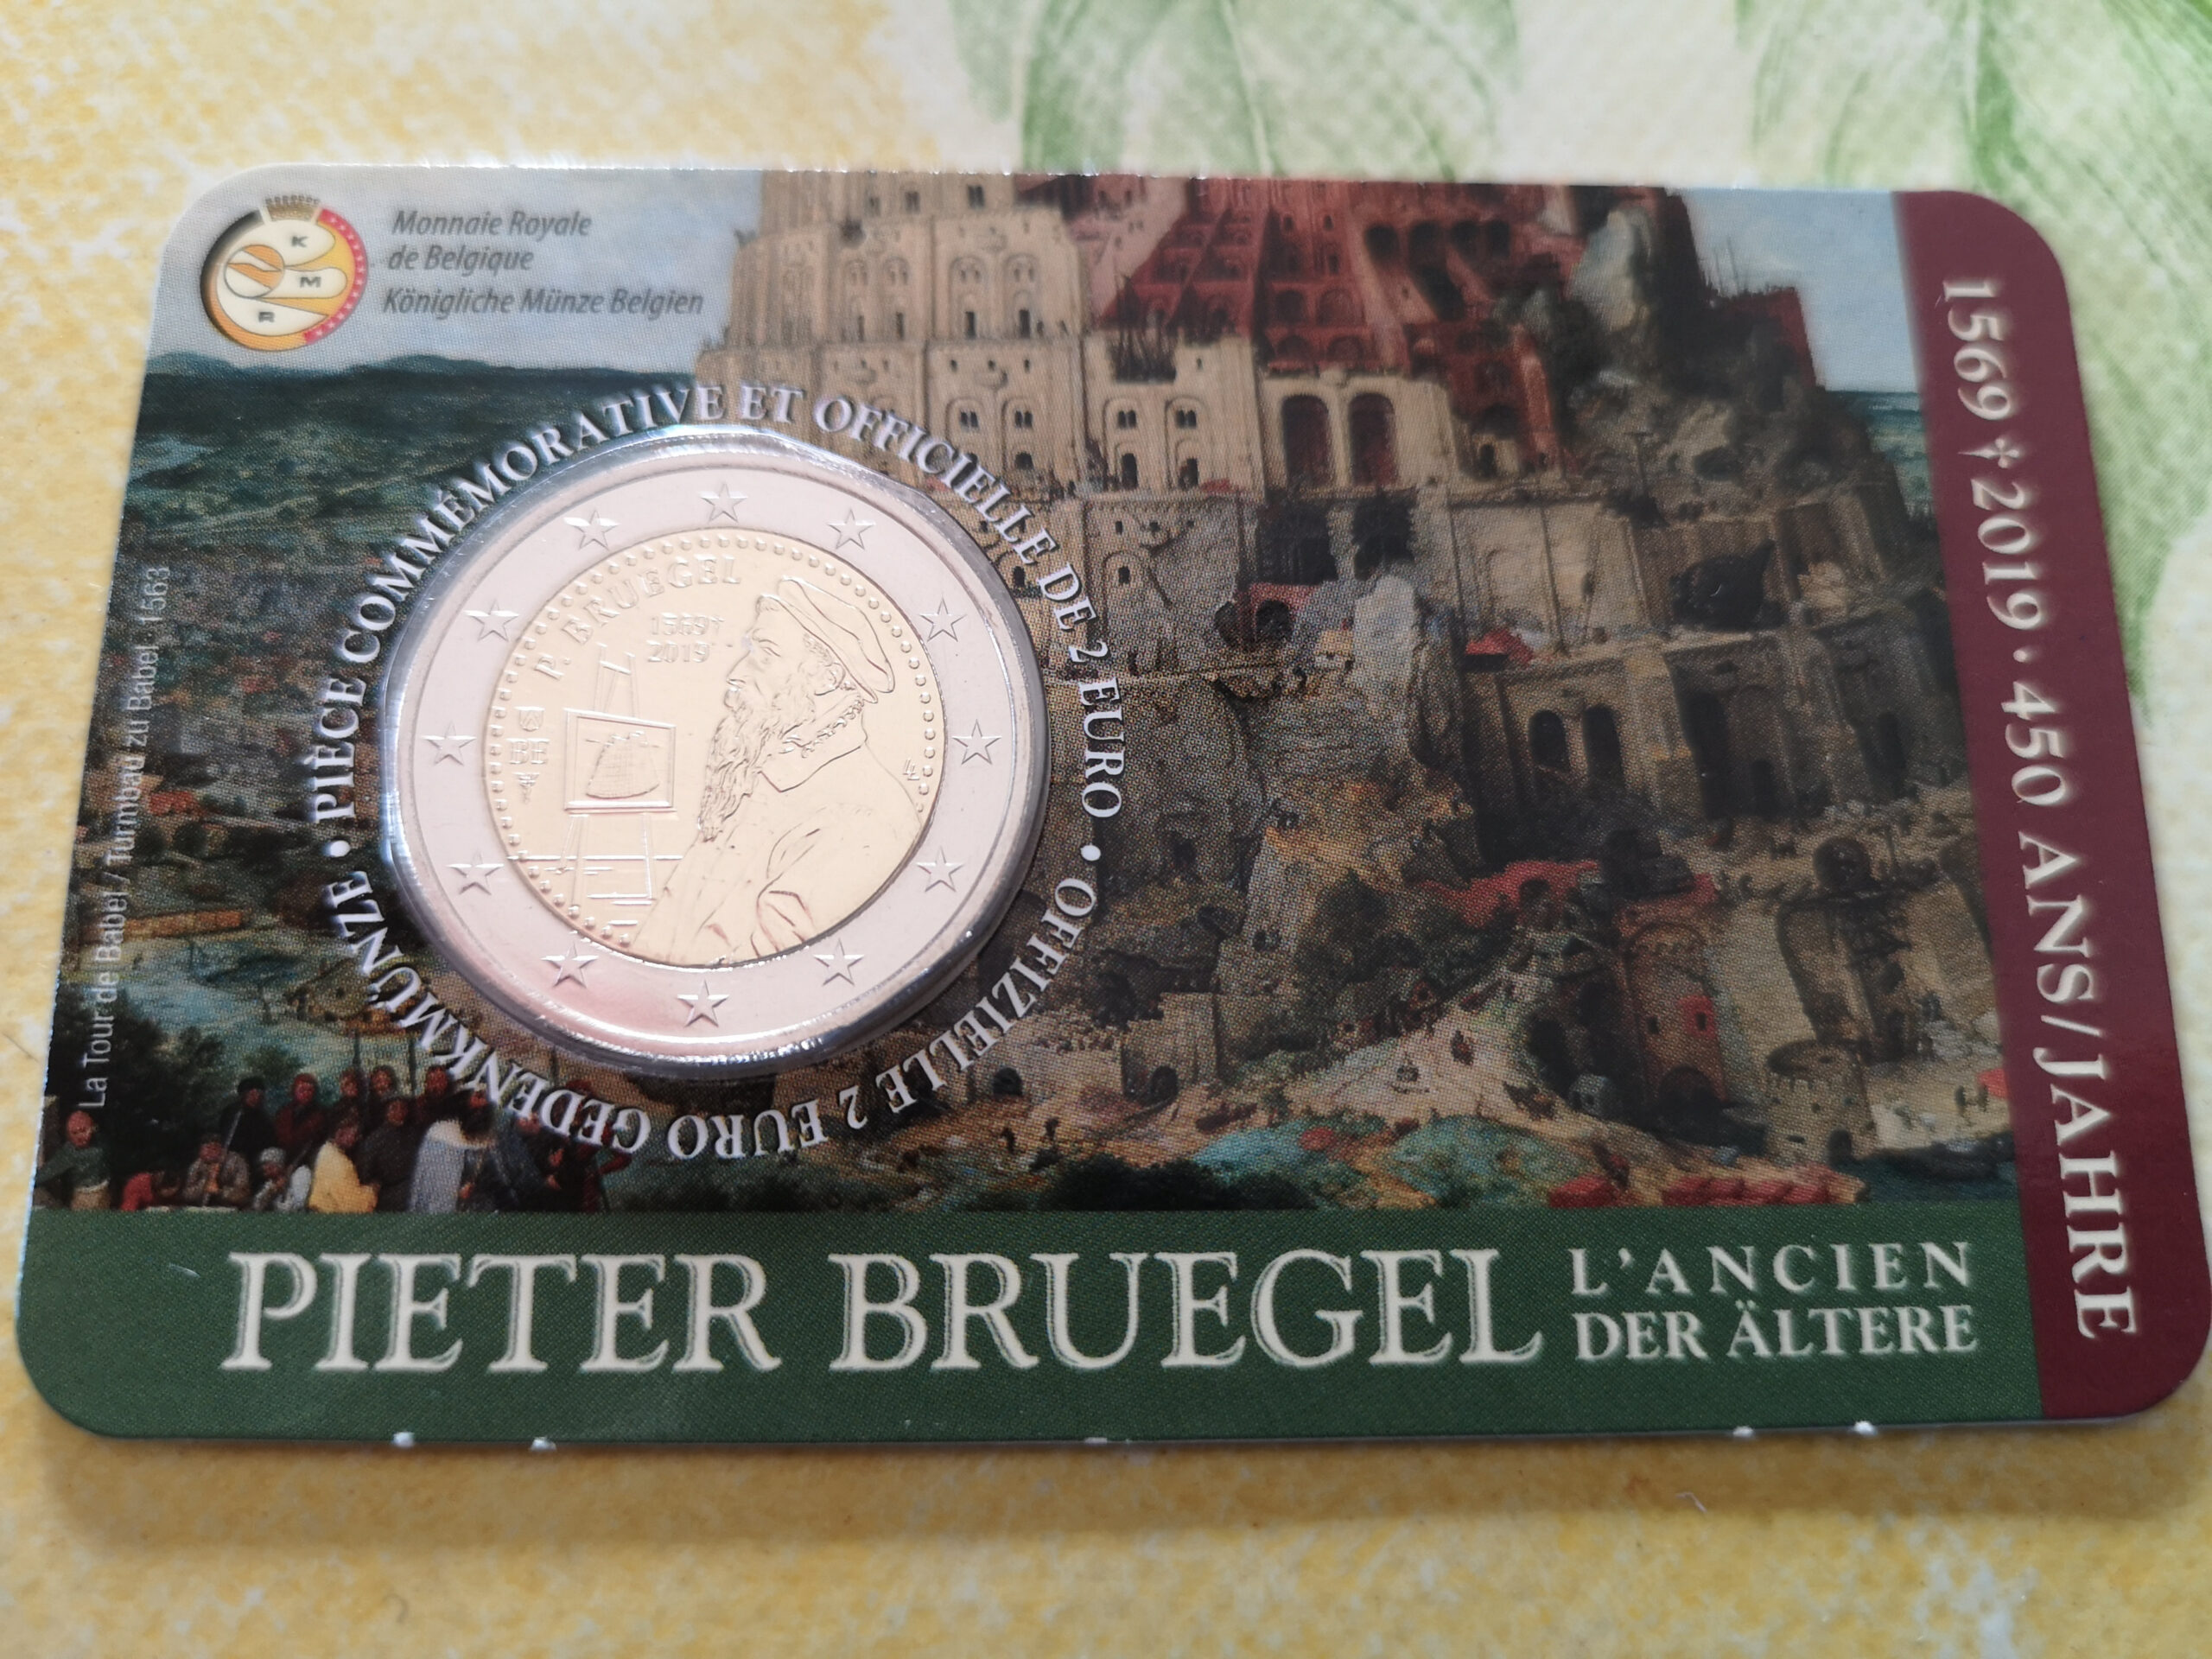 K
M
R
Monnaie Royale
de Belgique
Königliche Münze Belgien
PIÈCE COMMÉMORATIVE ET OFFICIELLE DE 2 EURO • OFFIZIELLE 2 EURO GEDENKMÜNZE •
P. BRUEGEL
1569†
2019
BE
La Tour de Babel / Turmbau zu Babel · 1563
1569 † 2019 · 450 ANS/JAHRE
PIETER BRUEGEL
L'ANCIEN
DER ÄLTERE